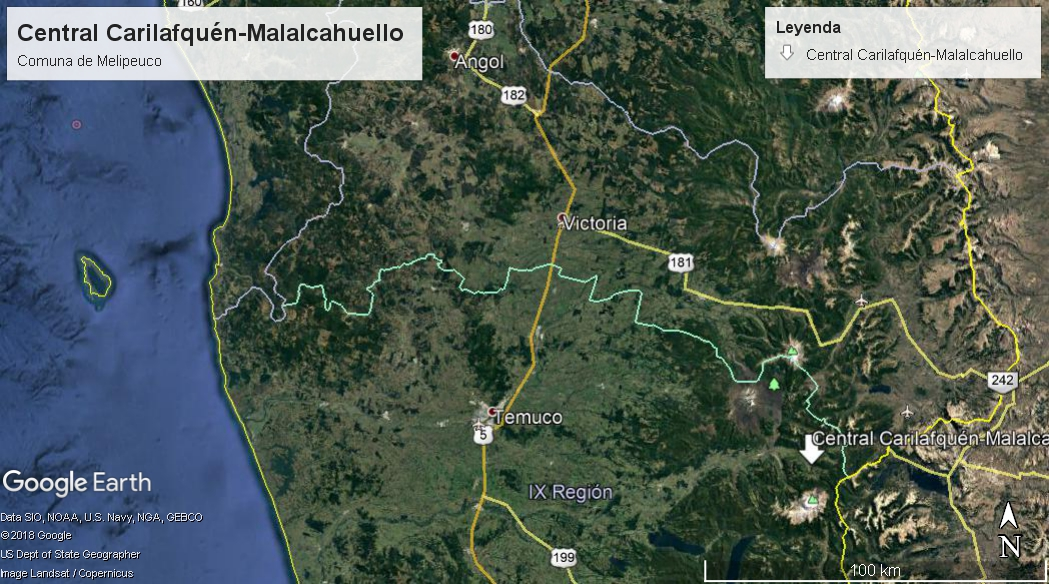 160
Central Carilafquén-Malalcahuello
Comuna de Melipeuco
Leyenda
Central Carilafquén-Malalcahuello
180
Angol
182
Victoria
181
242
Temuco
5
Central Carilafquén-Malalca
Google Earth
IX Región
Data SIO, NOAA, U.S. Navy, NGA, GEBCO
©2018 Google
US Dept of State Geographer
Image Landsat / Copernicus
199
N
100 km